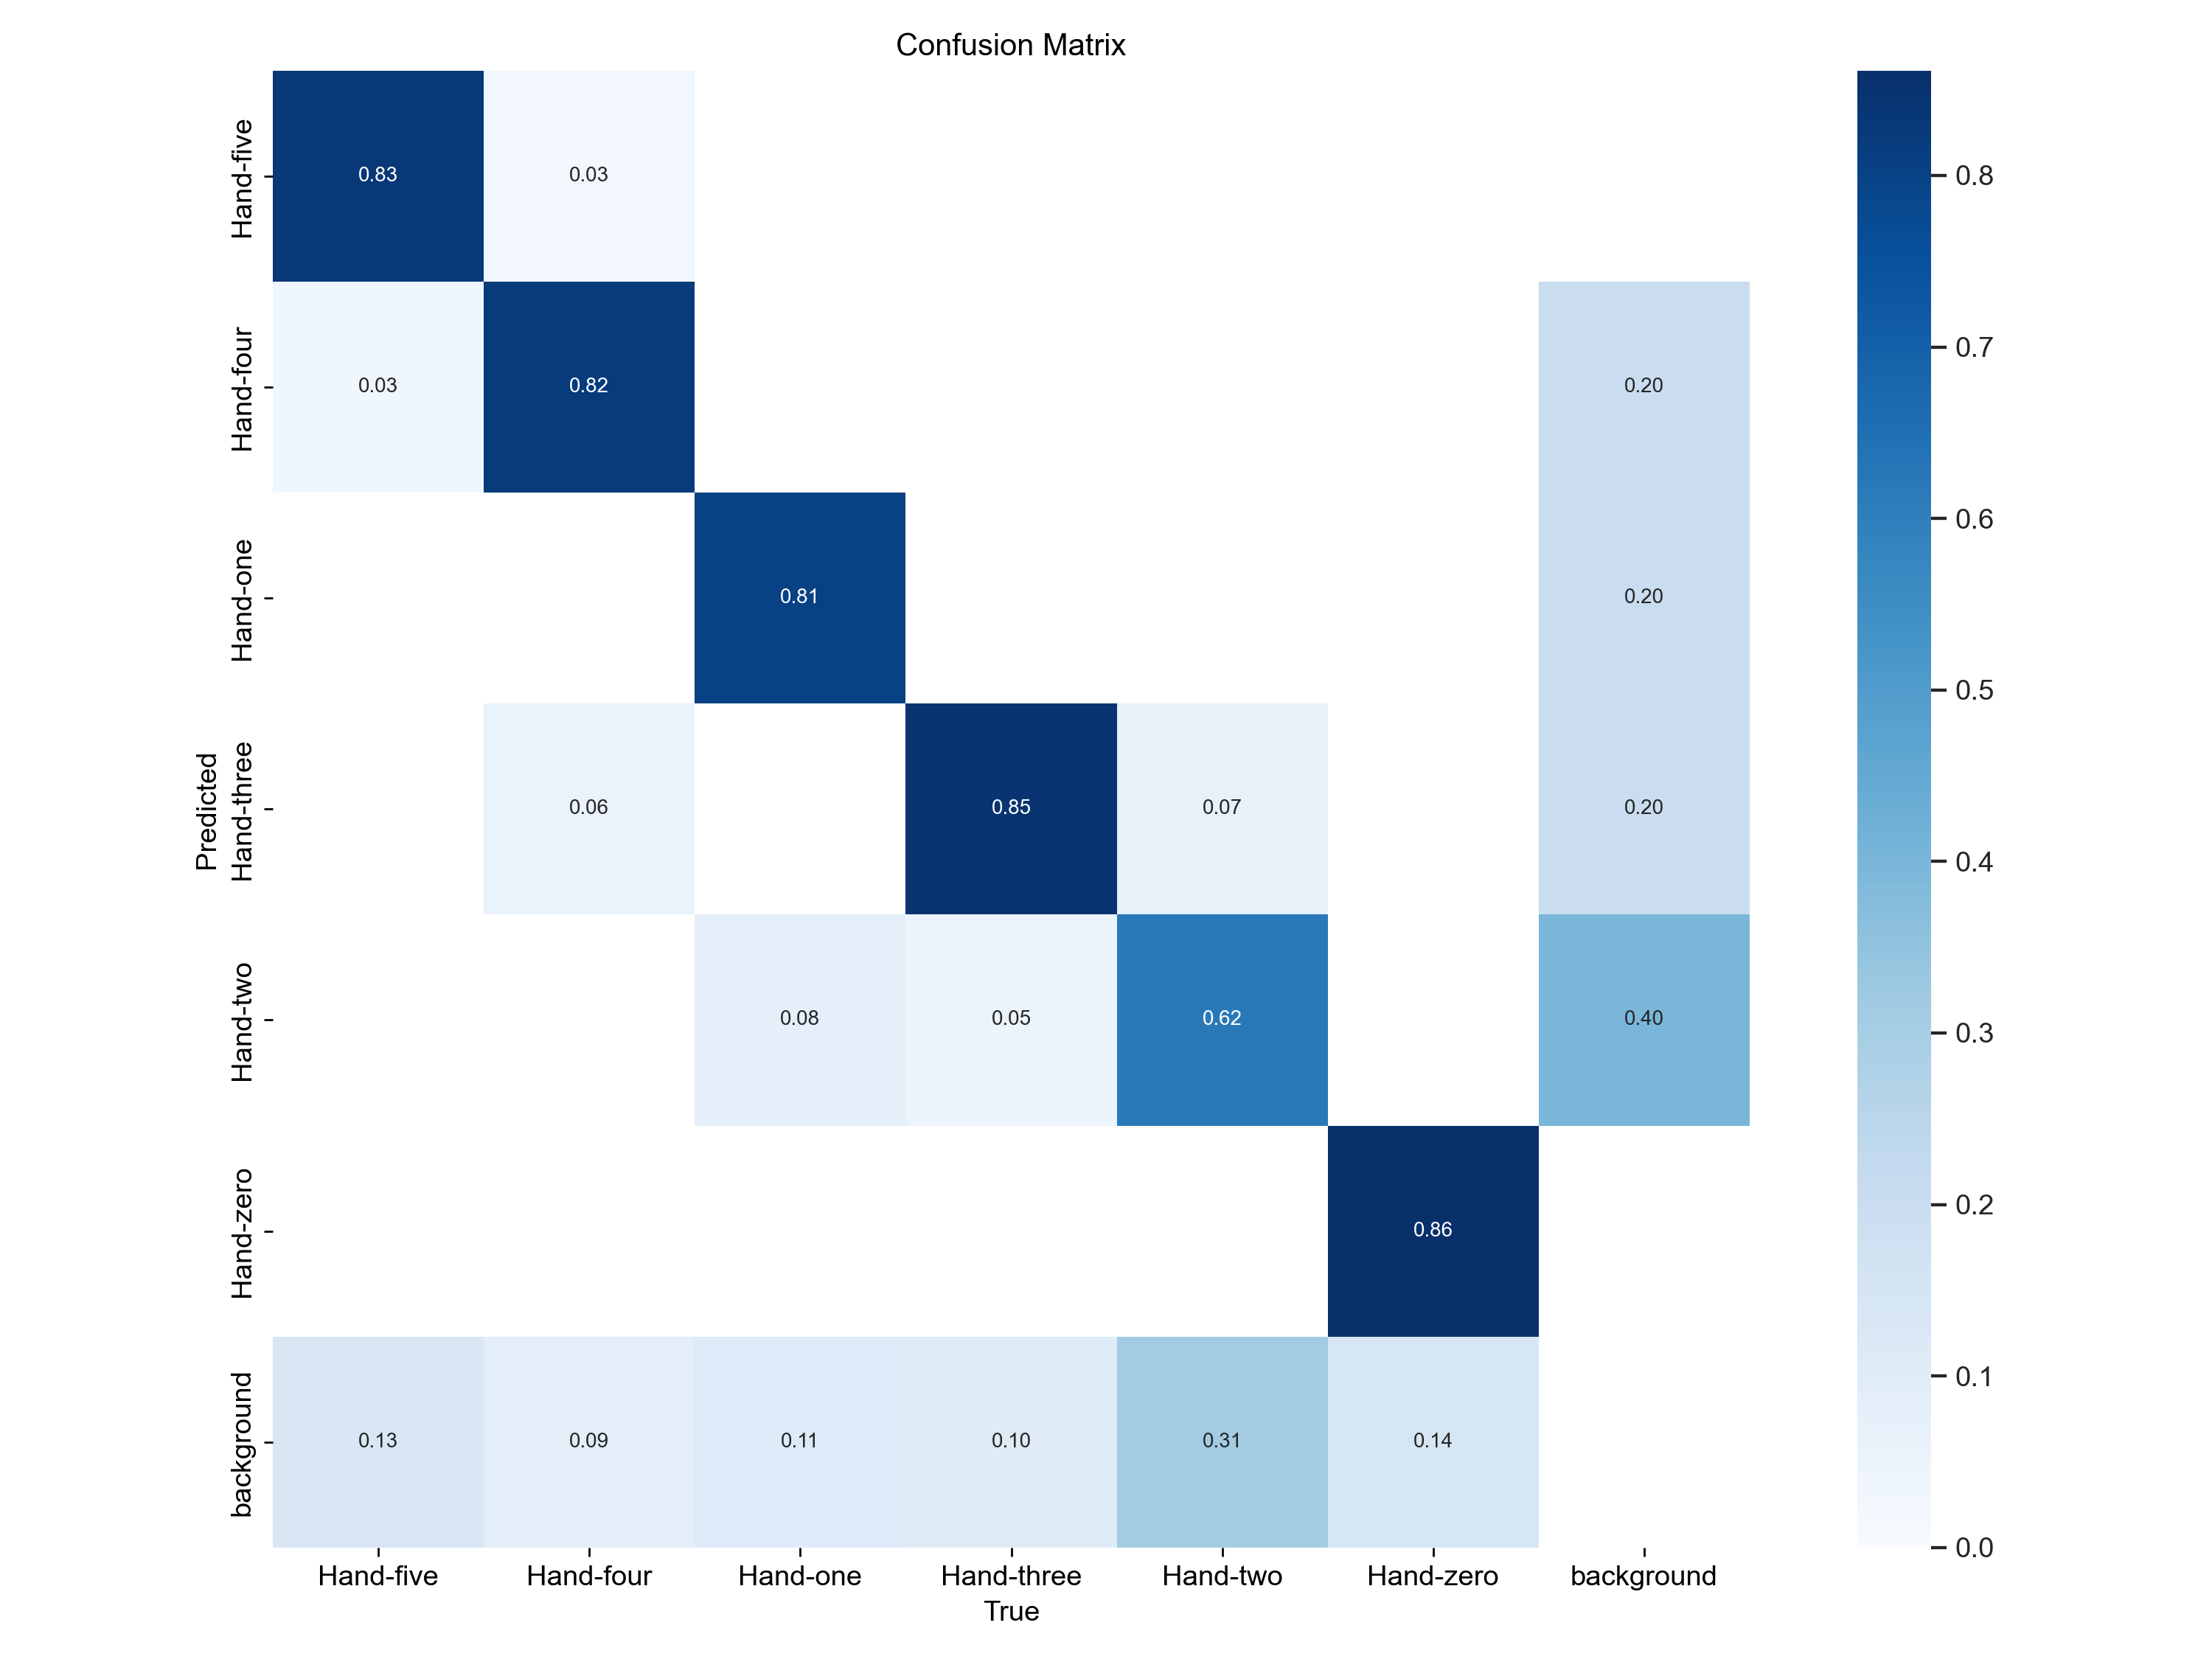 Confusion Matrix
Hand-five
0.83
0.03
0.8
Hand-four
0.03
0.82
0.20
0.7
Hand-one
0.81
0.20
0.6
0.5
Predicted
Hand-three
0.06
0.85
0.07
0.20
0.4
Hand-two
0.08
0.05
0.62
0.40
0.3
Hand-zero
0.86
0.2
background
0.13
0.09
0.11
0.10
0.31
0.14
0.1
0.0
Hand-five
Hand-four
Hand-one
Hand-three
Hand-two
Hand-zero
background
True